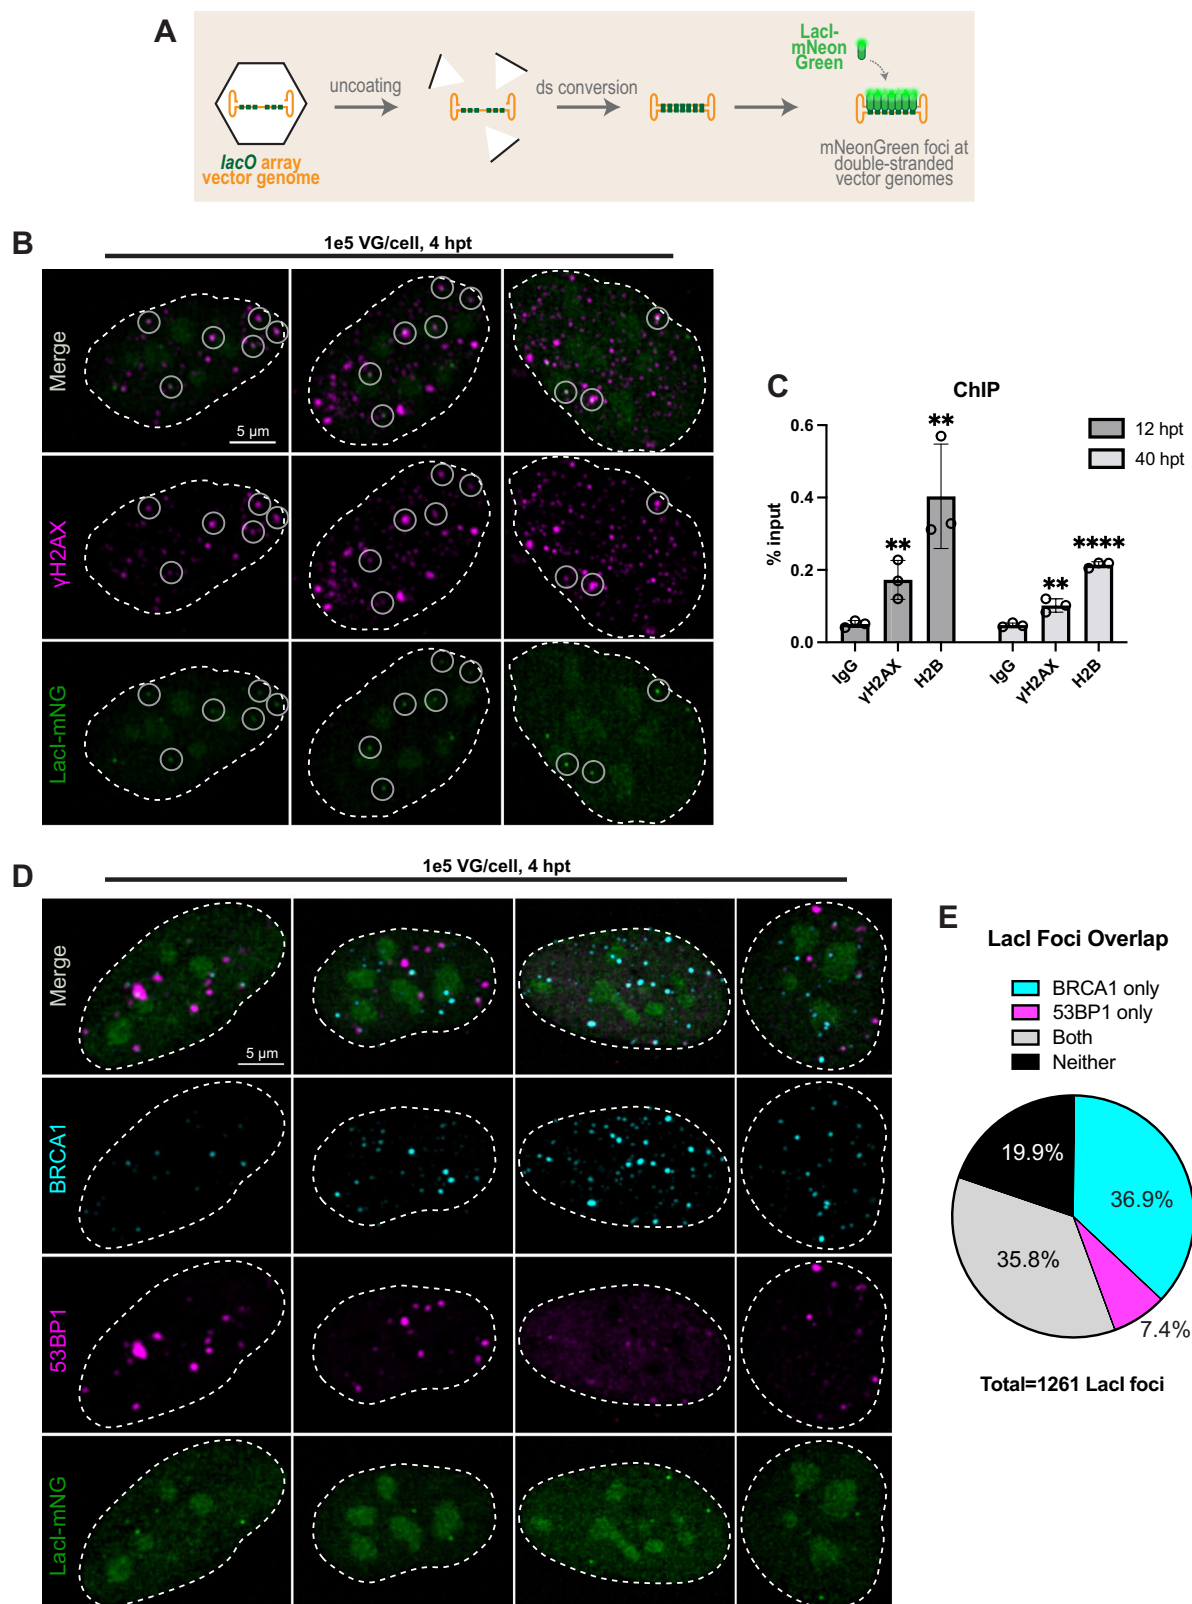 A
uncoating
ds conversion
LacI-
mNeon
Green
lacO array
vector genome
mNeonGreen foci at
double-stranded
vector genomes
B
1e5 VG/cell, 4 hpt
Merge
5 µm
γH2AX
LacI-mNG
C
ChIP
12 hpt
40 hpt
% input
0.6
0.4
0.2
0.0
**
**
**
****
IgG
γH2AX
H2B
IgG
γH2AX
H2B
D
1e5 VG/cell, 4 hpt
Merge
5 µm
BRCA1
53BP1
LacI-mNG
E
LacI Foci Overlap
BRCA1 only
53BP1 only
Both
Neither
19.9%
36.9%
35.8%
7.4%
Total=1261 LacI foci